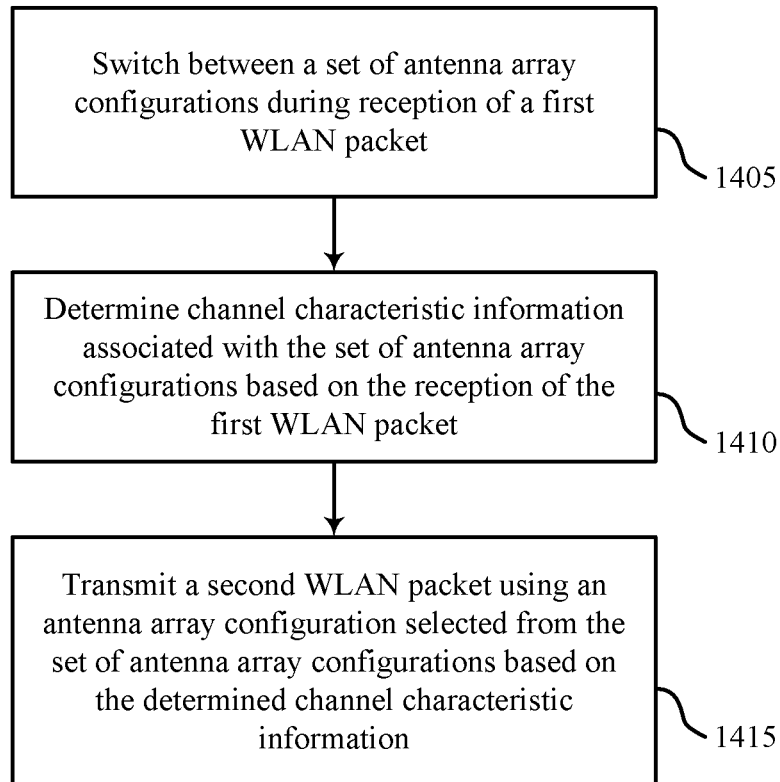 Switch between a set of antenna array
configurations during reception of a first
WLAN packet
1405
Determine channel characteristic information
associated with the set of antenna array
configurations based on the reception of the
first WLAN packet
1410
Transmit a second WLAN packet using an
antenna array configuration selected from the
set of antenna array configurations based on
the determined channel characteristic
information
1415